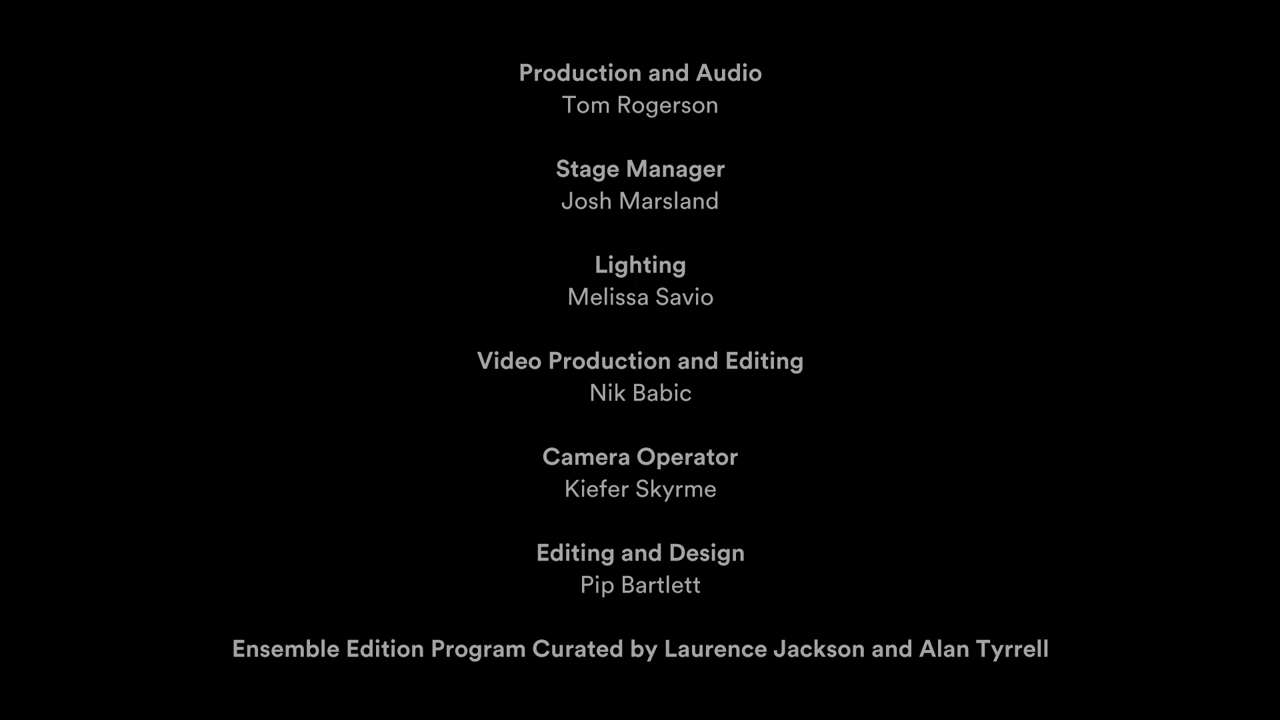 Production and Audio
Tom Rogerson
Stage Manager
Josh Marsland
Lighting
Melissa Savio
Video Production and Editing
Nik Babic
Camera Operator
Kiefer Skyrme
Editing and Design
Pip Bartlett
Ensemble Edition Program Curated by Laurence Jackson and Alan Tyrrell